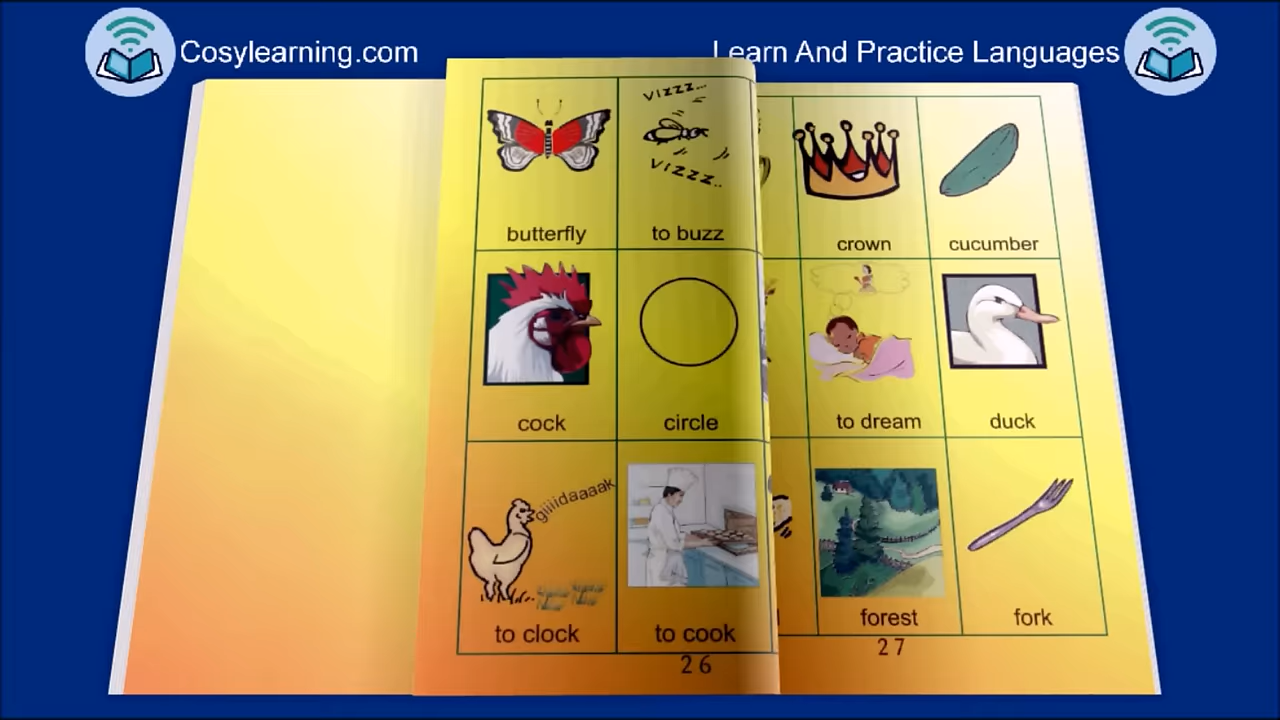 Cosylearning.com
Learn And Practice Languages
VIZZZ...
VIZZZ..
butterfly
to buzz
cock
circle
giiiidaaaak
to clock
to cook
26
crown
cucumber
to dream
duck
forest
fork
27